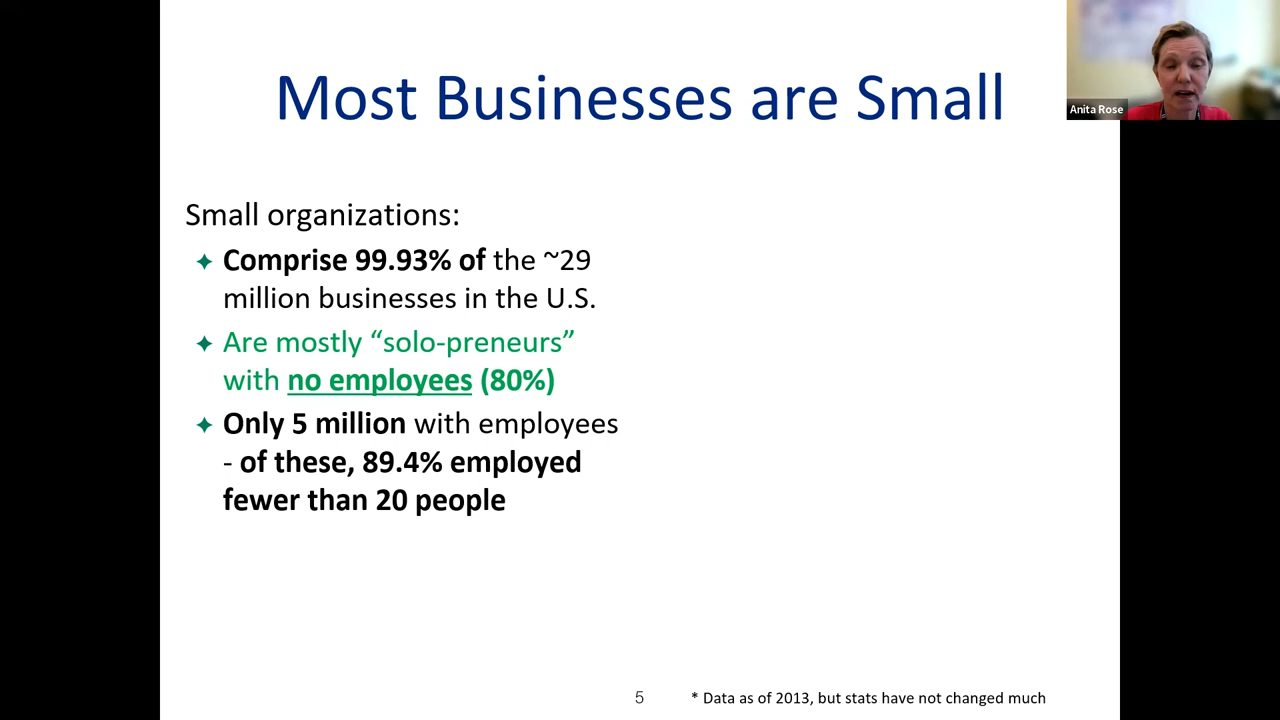 Most Businesses are Small
Anita Rose
Small organizations:
✦ Comprise 99.93% of the ~29
million businesses in the U.S.
✦ Are mostly “solo-preneurs”
with no employees (80%)
✦ Only 5 million with employees
- of these, 89.4% employed
fewer than 20 people
5
* Data as of 2013, but stats have not changed much